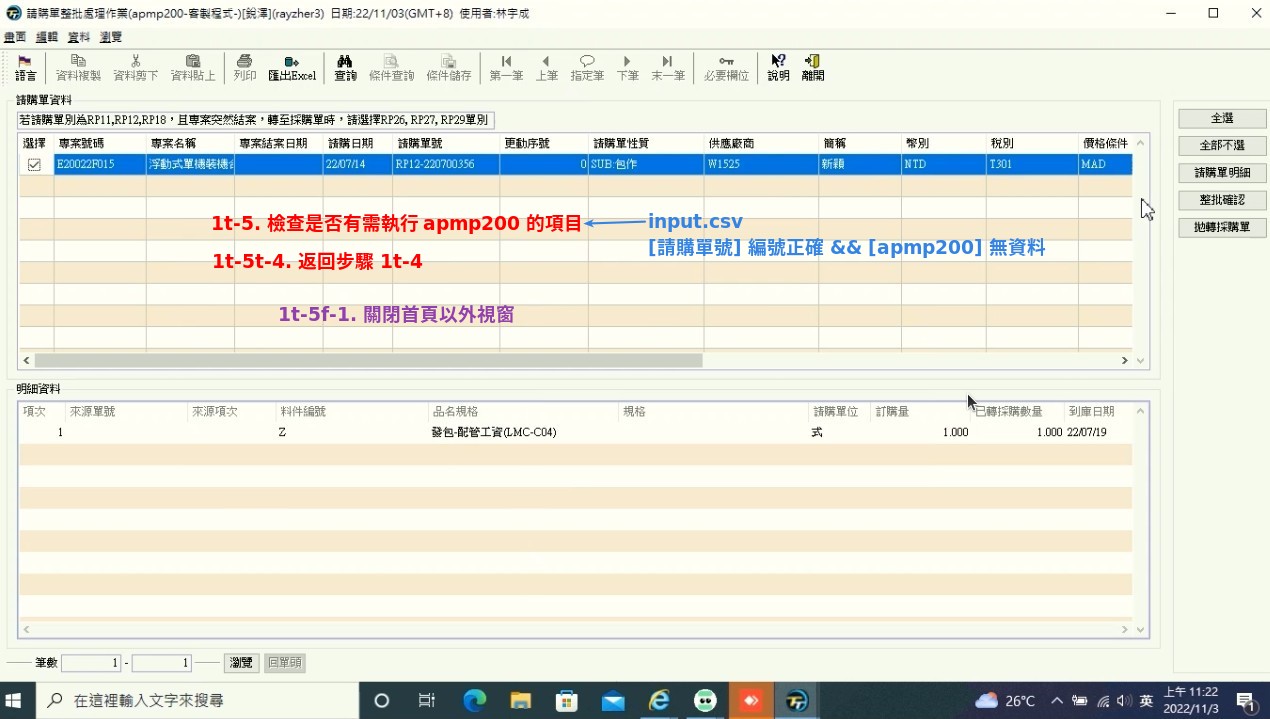 請購單整批處理作業(apmp200-客製程式-)[銳澤](rayzher3) 日期:22/11/03(GMT+8) 使用者:林宇成
畫面 編輯 資料 瀏覽
語言 資料複製 資料剪下 資料貼上 列印 匯出Excel 查詢 條件查詢 條件儲存 第一筆 上筆 指定筆 下筆 末一筆 必要欄位 說明 離開
請購單資料
若請購單別為RP11,RP12,RP18，且專案突然結案，轉至採購單時，請選擇RP26, RP27, RP29單別
選擇 專案號碼 專案名稱 專案結案日期 請購日期 請購單號 更動序號 請購單性質 供應廠商 簡稱 幣別 稅別 價格條件
E20022F015 浮動式單機裝機 22/07/14 RP12-220700356 0 SUB:包作 W1525 新穎 NTD T301 MAD
全選
全部不選
請購單明細
整批確認
拋轉採購單
1t-5. 檢查是否有需執行 apmp200 的項目
input.csv
[請購單號] 編號正確 && [apmp200] 無資料
1t-5t-4. 返回步驟 1t-4
1t-5f-1. 關閉首頁以外視窗
明細資料
項次 來源單號 來源項次 料件編號 品名規格 規格 請購單位 訂購量 已轉採購數量 到庫日期
1 Z 發包-配管工資(LMC-C04) 式 1.000 1.000 22/07/19
筆數 1 - 1 瀏覽 回單頭
在這裡輸入文字來搜尋
26°C 英 上午 11:22
2022/11/3
1